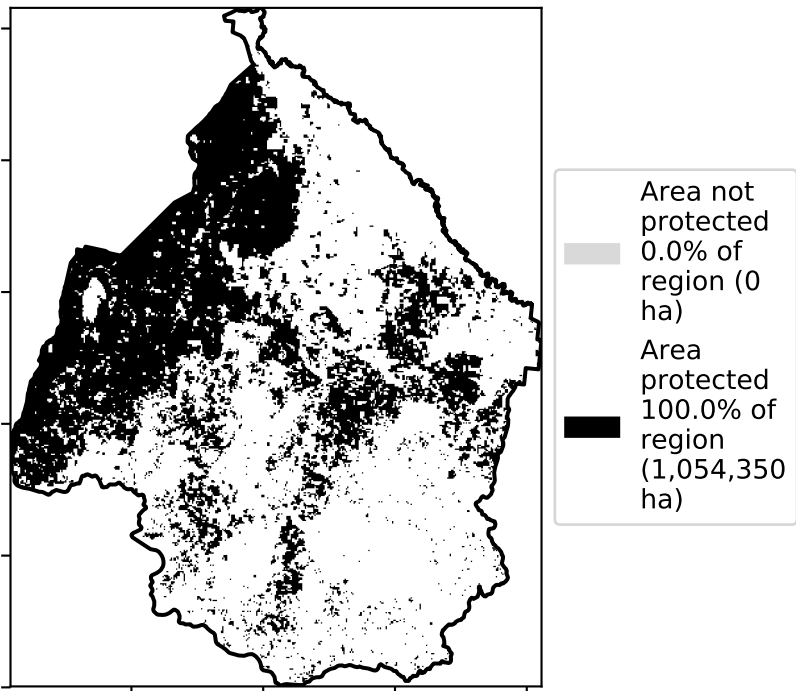 Area not
protected
0.0% of
region (0
ha)
Area
protected
100.0% of
region
(1,054,350
ha)